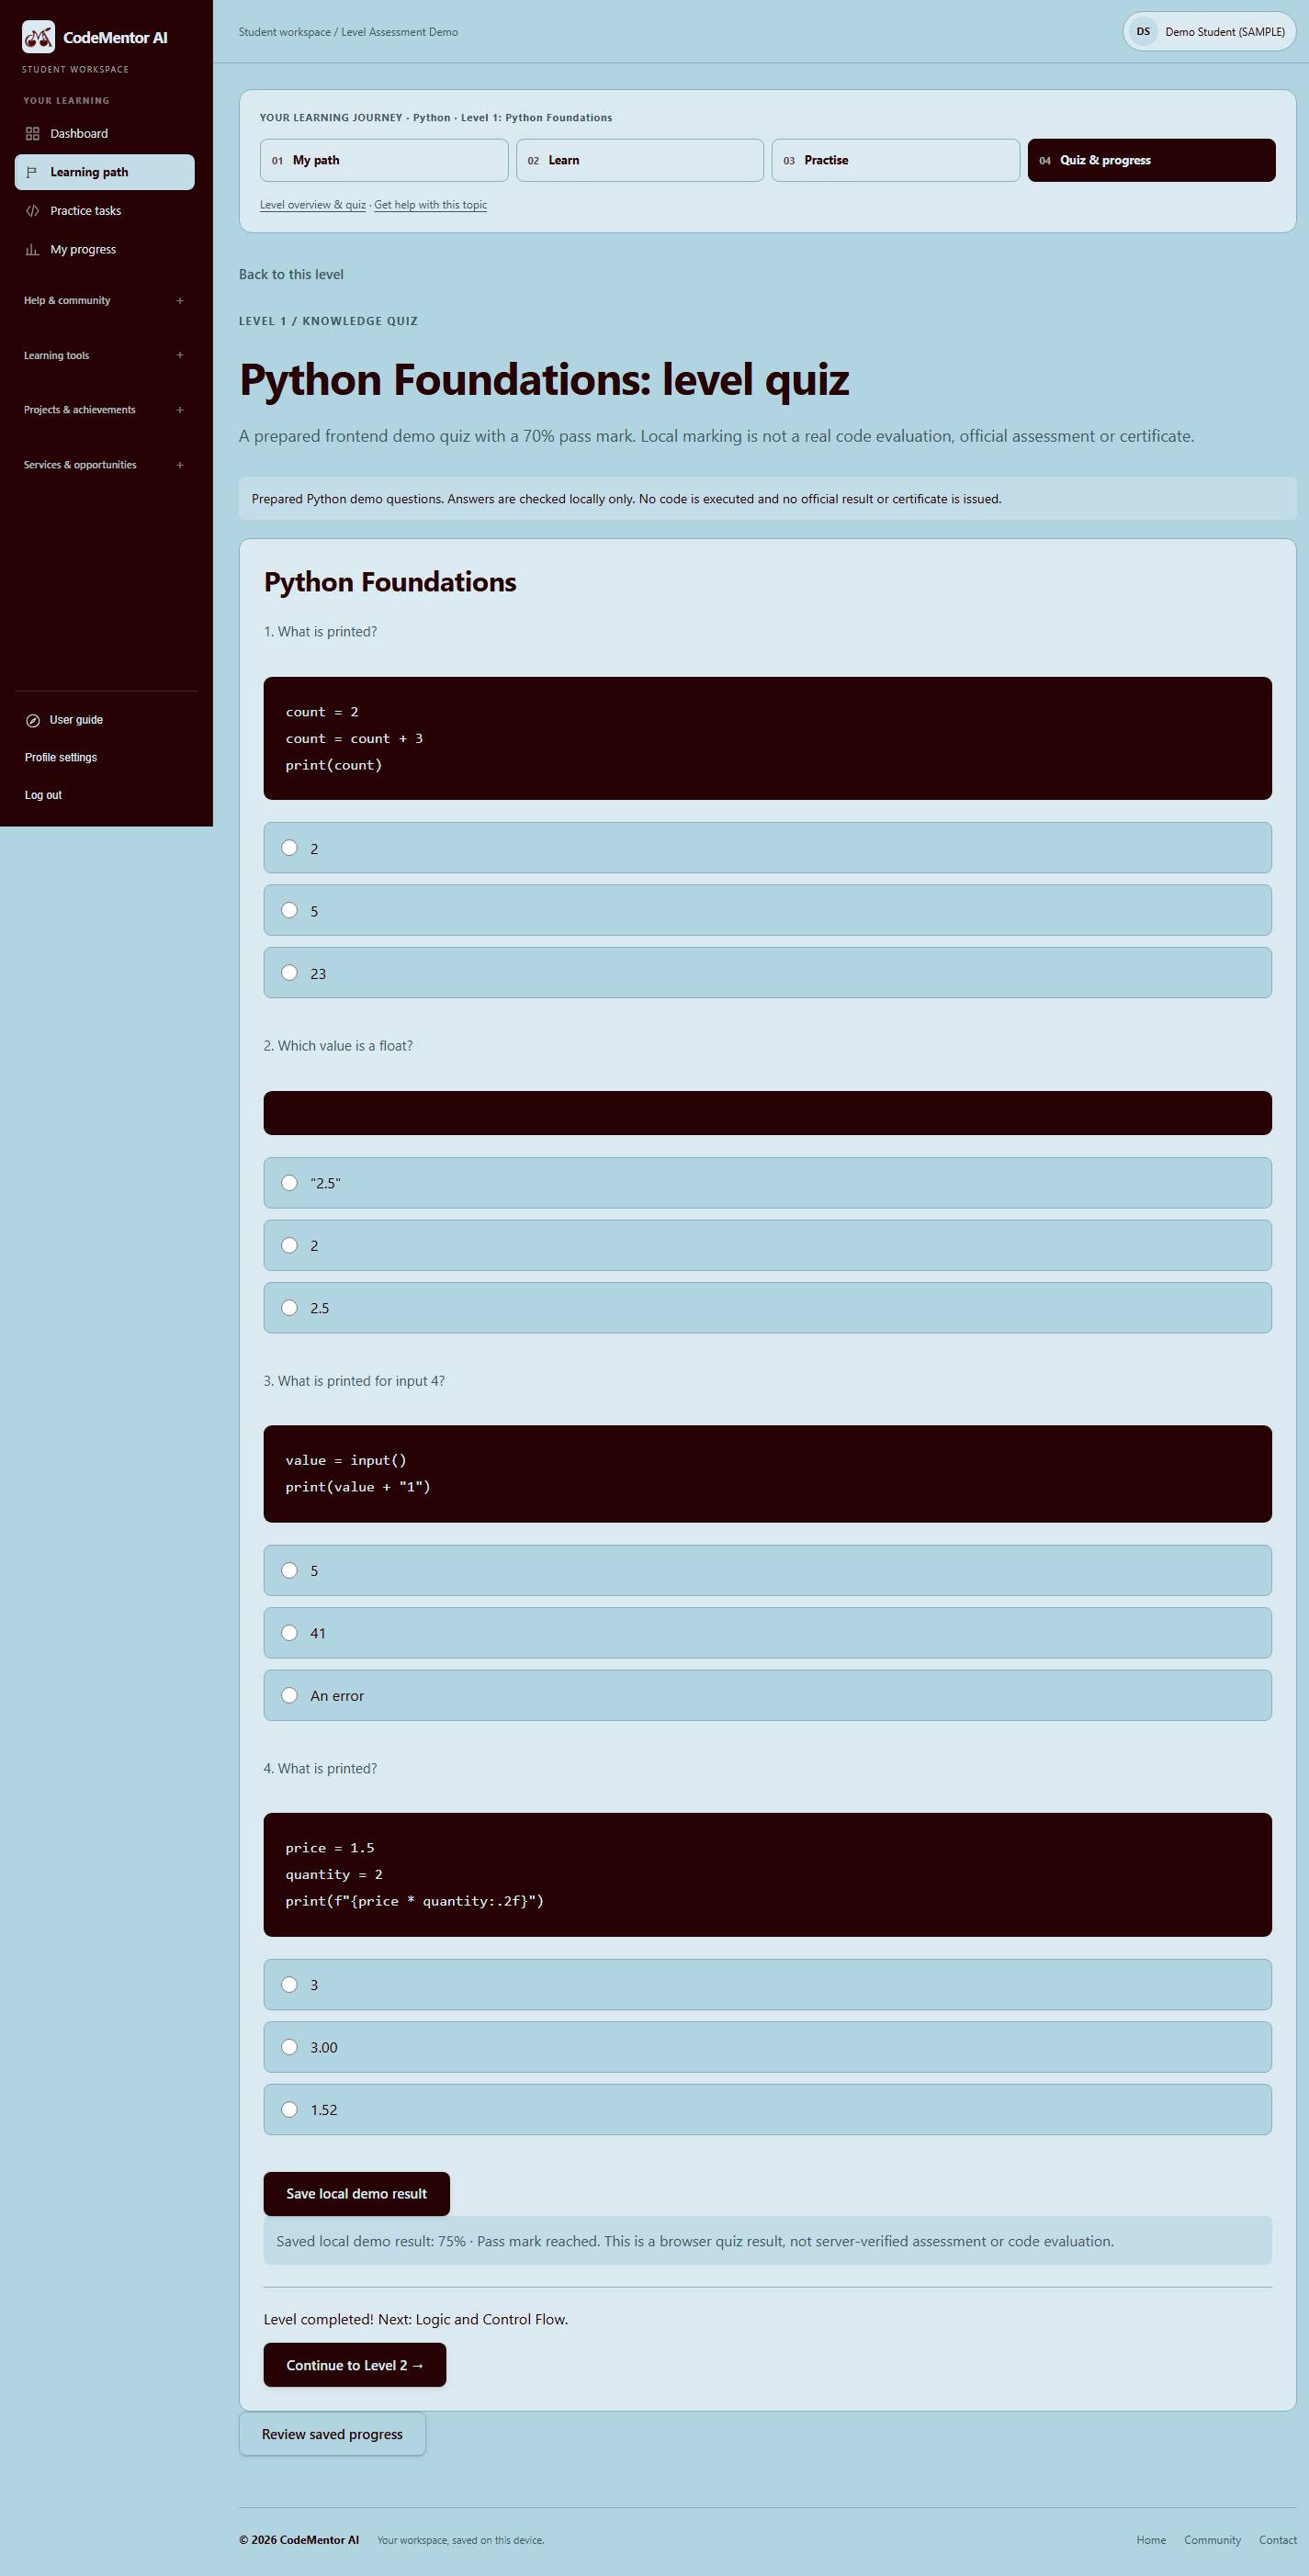 CodeMentor AI
STUDENT WORKSPACE
YOUR LEARNING
Dashboard
Learning path
Practice tasks
My progress
Help & community +
Learning tools +
Projects & achievements +
Services & opportunities +
User guide
Profile settings
Log out
Student workspace / Level Assessment Demo
DS Demo Student (SAMPLE)
YOUR LEARNING JOURNEY · Python · Level 1: Python Foundations
01 My path
02 Learn
03 Practise
04 Quiz & progress
Level overview & quiz · Get help with this topic
Back to this level
LEVEL 1 / KNOWLEDGE QUIZ
Python Foundations: level quiz
A prepared frontend demo quiz with a 70% pass mark. Local marking is not a real code evaluation, official assessment or certificate.
Prepared Python demo questions. Answers are checked locally only. No code is executed and no official result or certificate is issued.
Python Foundations
1. What is printed?
count = 2
count = count + 3
print(count)
2
5
23
2. Which value is a float?
"2.5"
2
2.5
3. What is printed for input 4?
value = input()
print(value + "1")
5
41
An error
4. What is printed?
price = 1.5
quantity = 2
print(f"{price * quantity:.2f}")
3
3.00
1.52
Save local demo result
Saved local demo result: 75% · Pass mark reached. This is a browser quiz result, not server-verified assessment or code evaluation.
Level completed! Next: Logic and Control Flow.
Continue to Level 2 →
Review saved progress
© 2026 CodeMentor AI Your workspace, saved on this device.
Home Community Contact